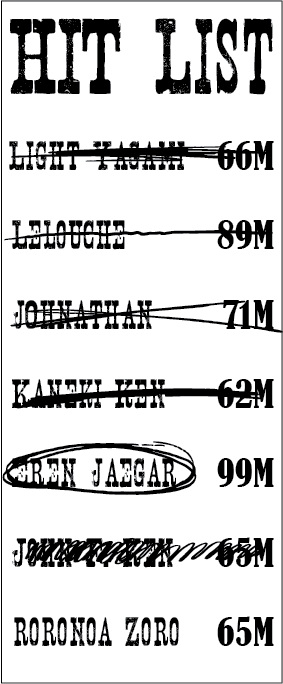 HIT LIST
LIGHT YAGAMI 66M
LELOUCHE 89M
JOHNATHAN 71M
KANEKI KEN 62M
EREN JAEGAR 99M
JOHN 65M
RORONOA ZORO 65M